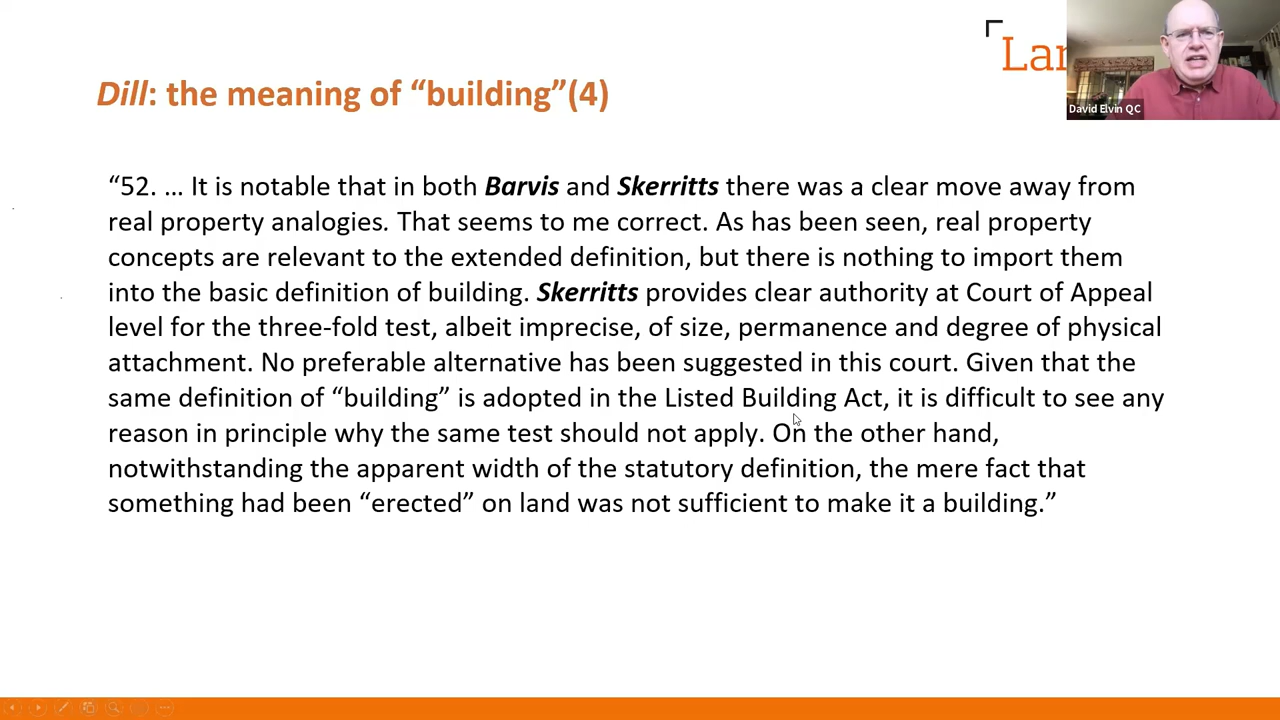 Lan
David Elvin QC
Dill: the meaning of “building”(4)
“52. … It is notable that in both Barvis and Skerritts there was a clear move away from
real property analogies. That seems to me correct. As has been seen, real property
concepts are relevant to the extended definition, but there is nothing to import them
into the basic definition of building. Skerritts provides clear authority at Court of Appeal
level for the three-fold test, albeit imprecise, of size, permanence and degree of physical
attachment. No preferable alternative has been suggested in this court. Given that the
same definition of “building” is adopted in the Listed Building Act, it is difficult to see any
reason in principle why the same test should not apply. On the other hand,
notwithstanding the apparent width of the statutory definition, the mere fact that
something had been “erected” on land was not sufficient to make it a building.”